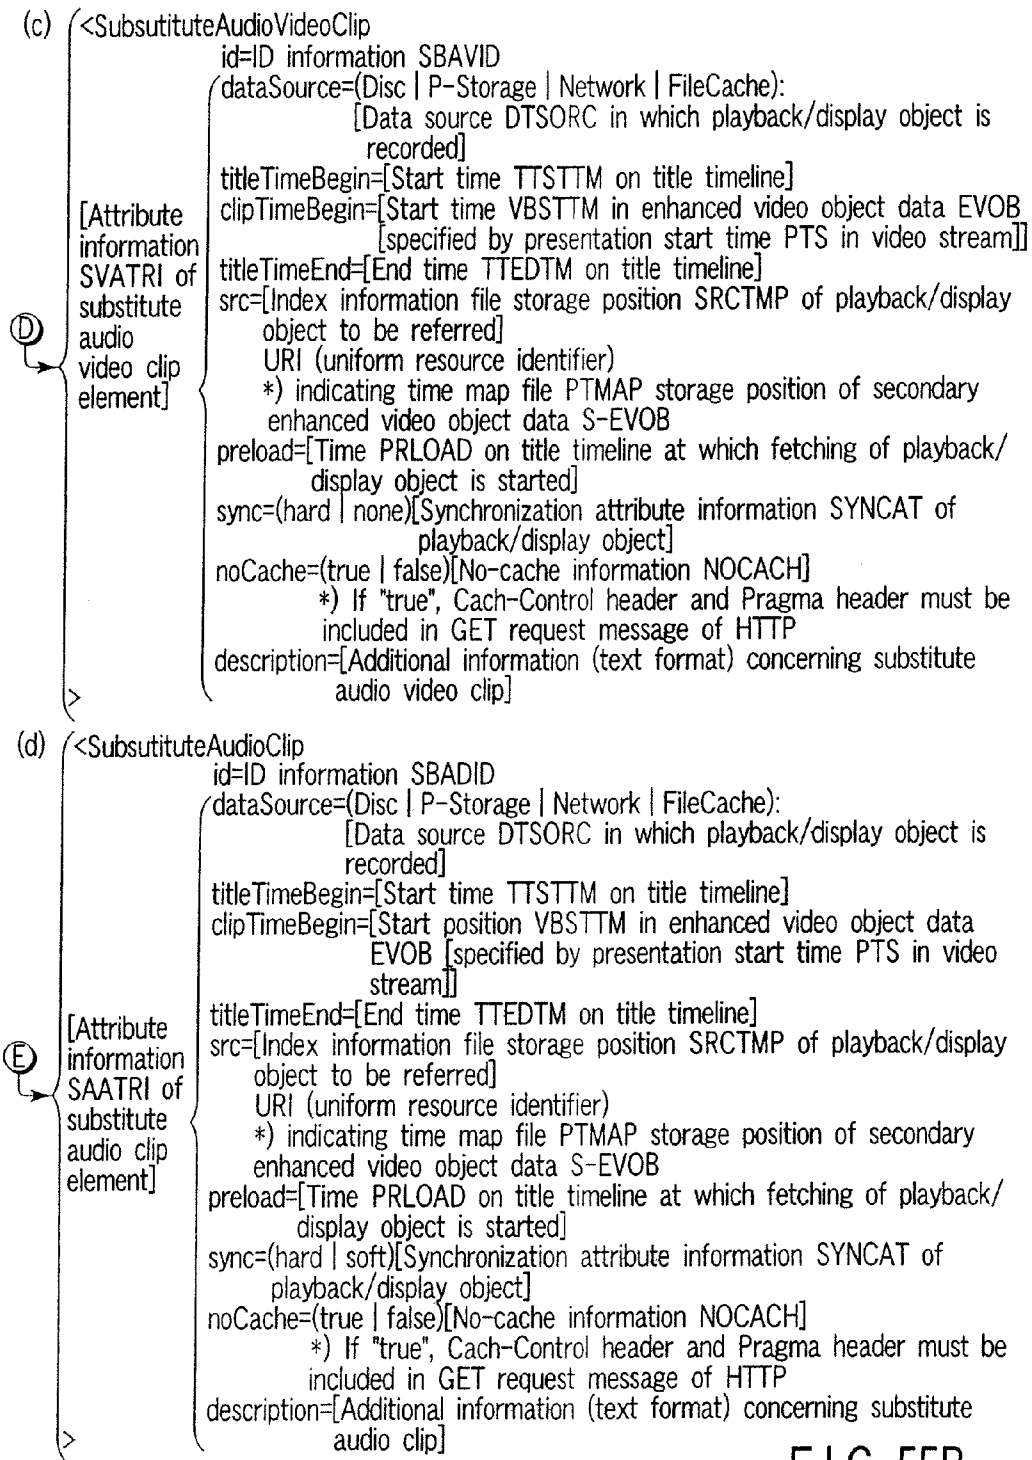 (c) <SubsutituteAudioVideoClip
id=ID information SBAVID
dataSource=(Disc | P-Storage | Network | FileCache):
[Data source DTSORC in which playback/display object is
recorded]
titleTimeBegin=[Start time TTSTTM on title timeline]
clipTimeBegin=[Start time VBSTTM in enhanced video object data EVOB
[specified by presentation start time PTS in video stream]]
titleTimeEnd=[End time TTEDTM on title timeline]
src=[Index information file storage position SRCTMP of playback/display
object to be referred]
URI (uniform resource identifier)
*) indicating time map file PTMAP storage position of secondary
enhanced video object data S-EVOB
preload=[Time PRLOAD on title timeline at which fetching of playback/
display object is started]
sync=(hard | none)[Synchronization attribute information SYNCAT of
playback/display object]
noCache=(true | false)[No-cache information NOCACH]
*) If "true", Cach-Control header and Pragma header must be
included in GET request message of HTTP
description=[Additional information (text format) concerning substitute
audio video clip]
>
[Attribute
information
SVATRI of
substitute
audio
video clip
element]
D
(d) <SubsutituteAudioClip
id=ID information SBADID
dataSource=(Disc | P-Storage | Network | FileCache):
[Data source DTSORC in which playback/display object is
recorded]
titleTimeBegin=[Start time TTSTTM on title timeline]
clipTimeBegin=[Start position VBSTTM in enhanced video object data
EVOB [specified by presentation start time PTS in video
stream]]
titleTimeEnd=[End time TTEDTM on title timeline]
src=[Index information file storage position SRCTMP of playback/display
object to be referred]
URI (uniform resource identifier)
*) indicating time map file PTMAP storage position of secondary
enhanced video object data S-EVOB
preload=[Time PRLOAD on title timeline at which fetching of playback/
display object is started]
sync=(hard | soft)[Synchronization attribute information SYNCAT of
playback/display object]
noCache=(true | false)[No-cache information NOCACH]
*) If "true", Cach-Control header and Pragma header must be
included in GET request message of HTTP
description=[Additional information (text format) concerning substitute
audio clip]
>
[Attribute
information
SAATRI of
substitute
audio clip
element]
E